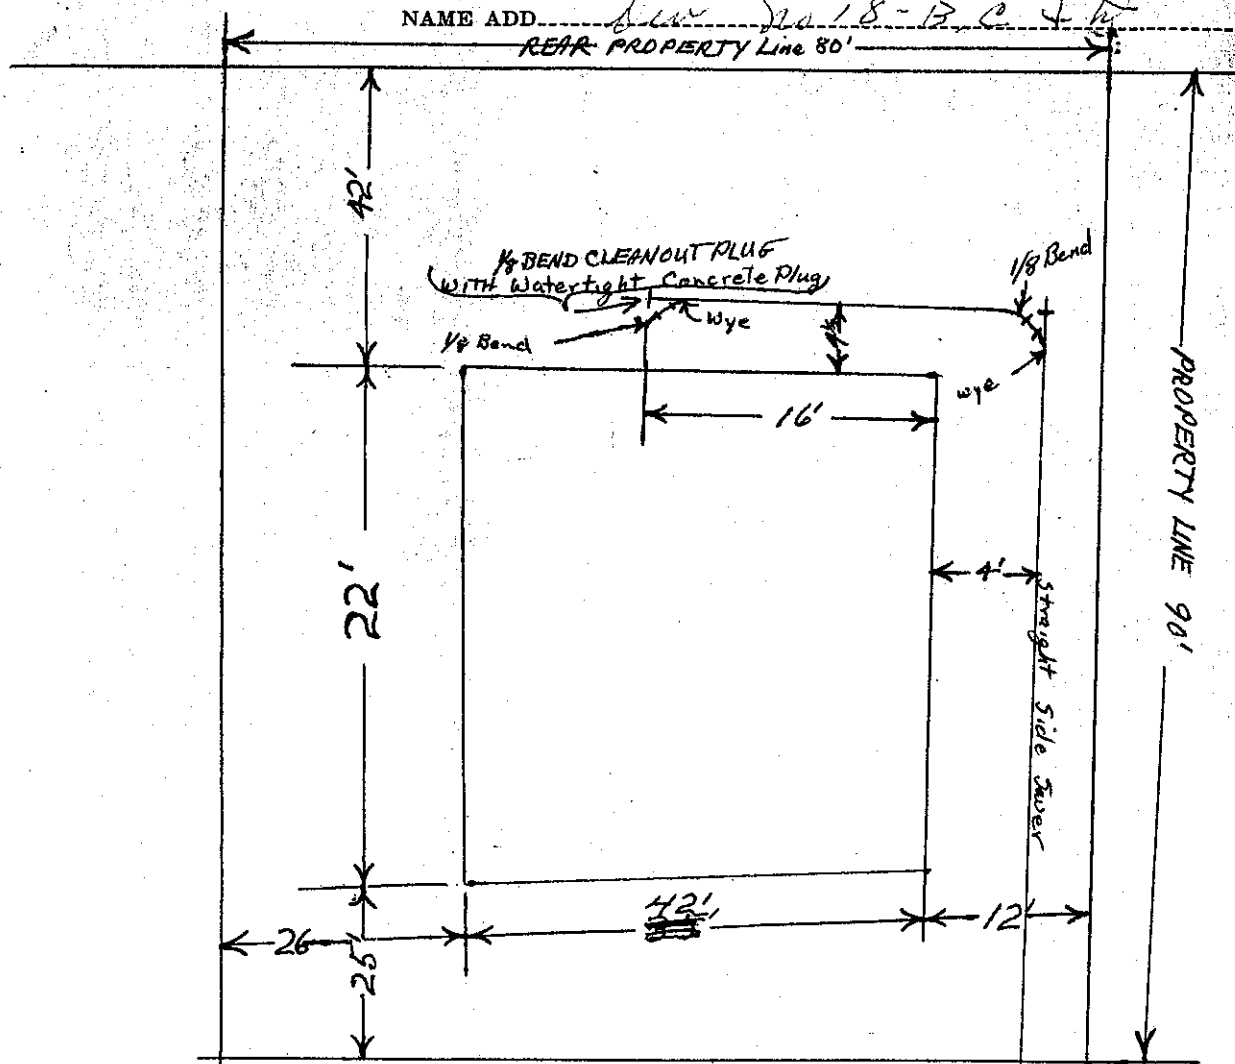 NAME ADD
REAR PROPERTY Line 80'
42'
1/8 BEND CLEANOUT PLUG
WITH Watertight Concrete Plug
1/8 Bend
Wye
1/8 Bend
wye
16'
PROPERTY LINE 90'
22'
4'
Straight Side Sewer
26
42'
12'
25'